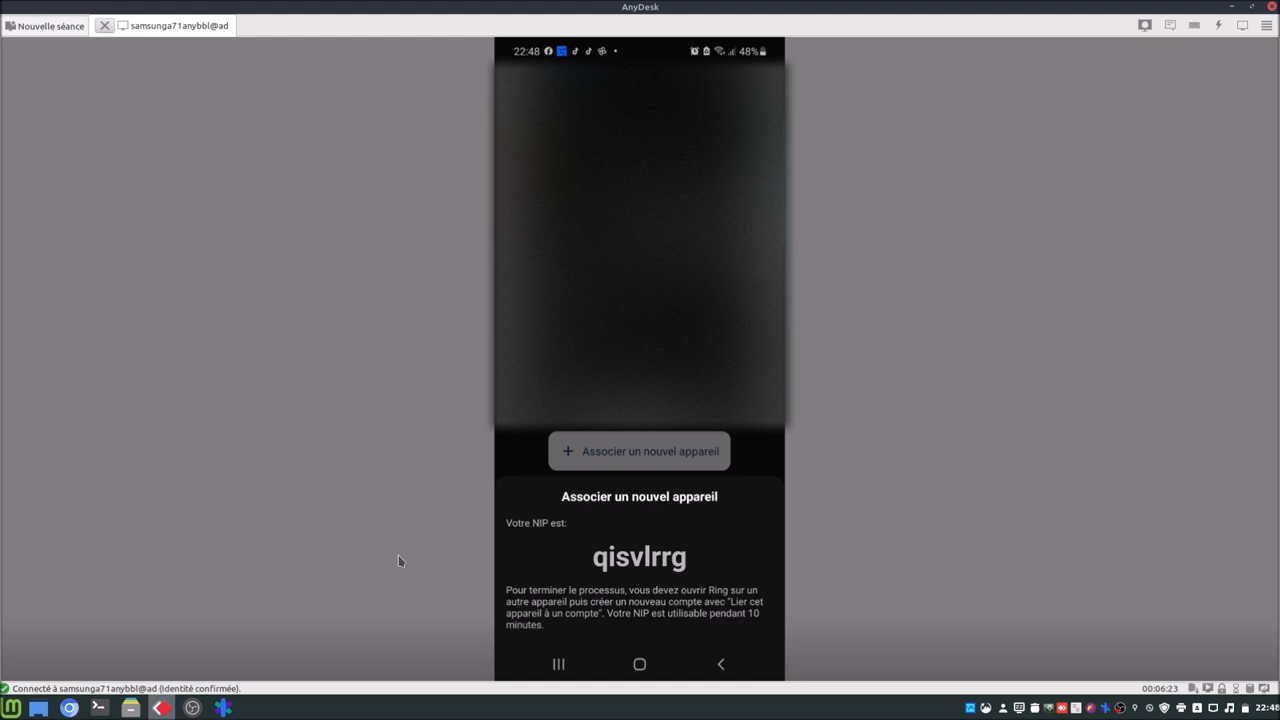 AnyDesk
Nouvelle séance
samsunga71anybbl@ad
22:48
48%
+ Associer un nouvel appareil
Associer un nouvel appareil
Votre NIP est:
qisvlrrg
Pour terminer le processus, vous devez ouvrir Ring sur un
autre appareil puis créer un nouveau compte avec "Lier cet
appareil à un compte". Votre NIP est utilisable pendant 10
minutes.
Connecté à samsunga71anybbl@ad (Identité confirmée).
00:06:23
22:48